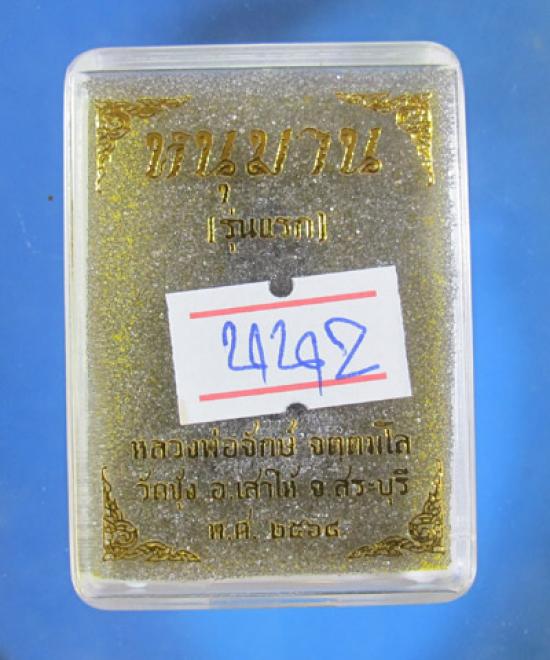 หนุมาน
(รุ่นแรก)
หลวงพ่อจักษ์ จตตมโล
วัดชุ้ง อ.เสาไห้ จ.สระบุรี
พ.ศ. ๒๕๖๔